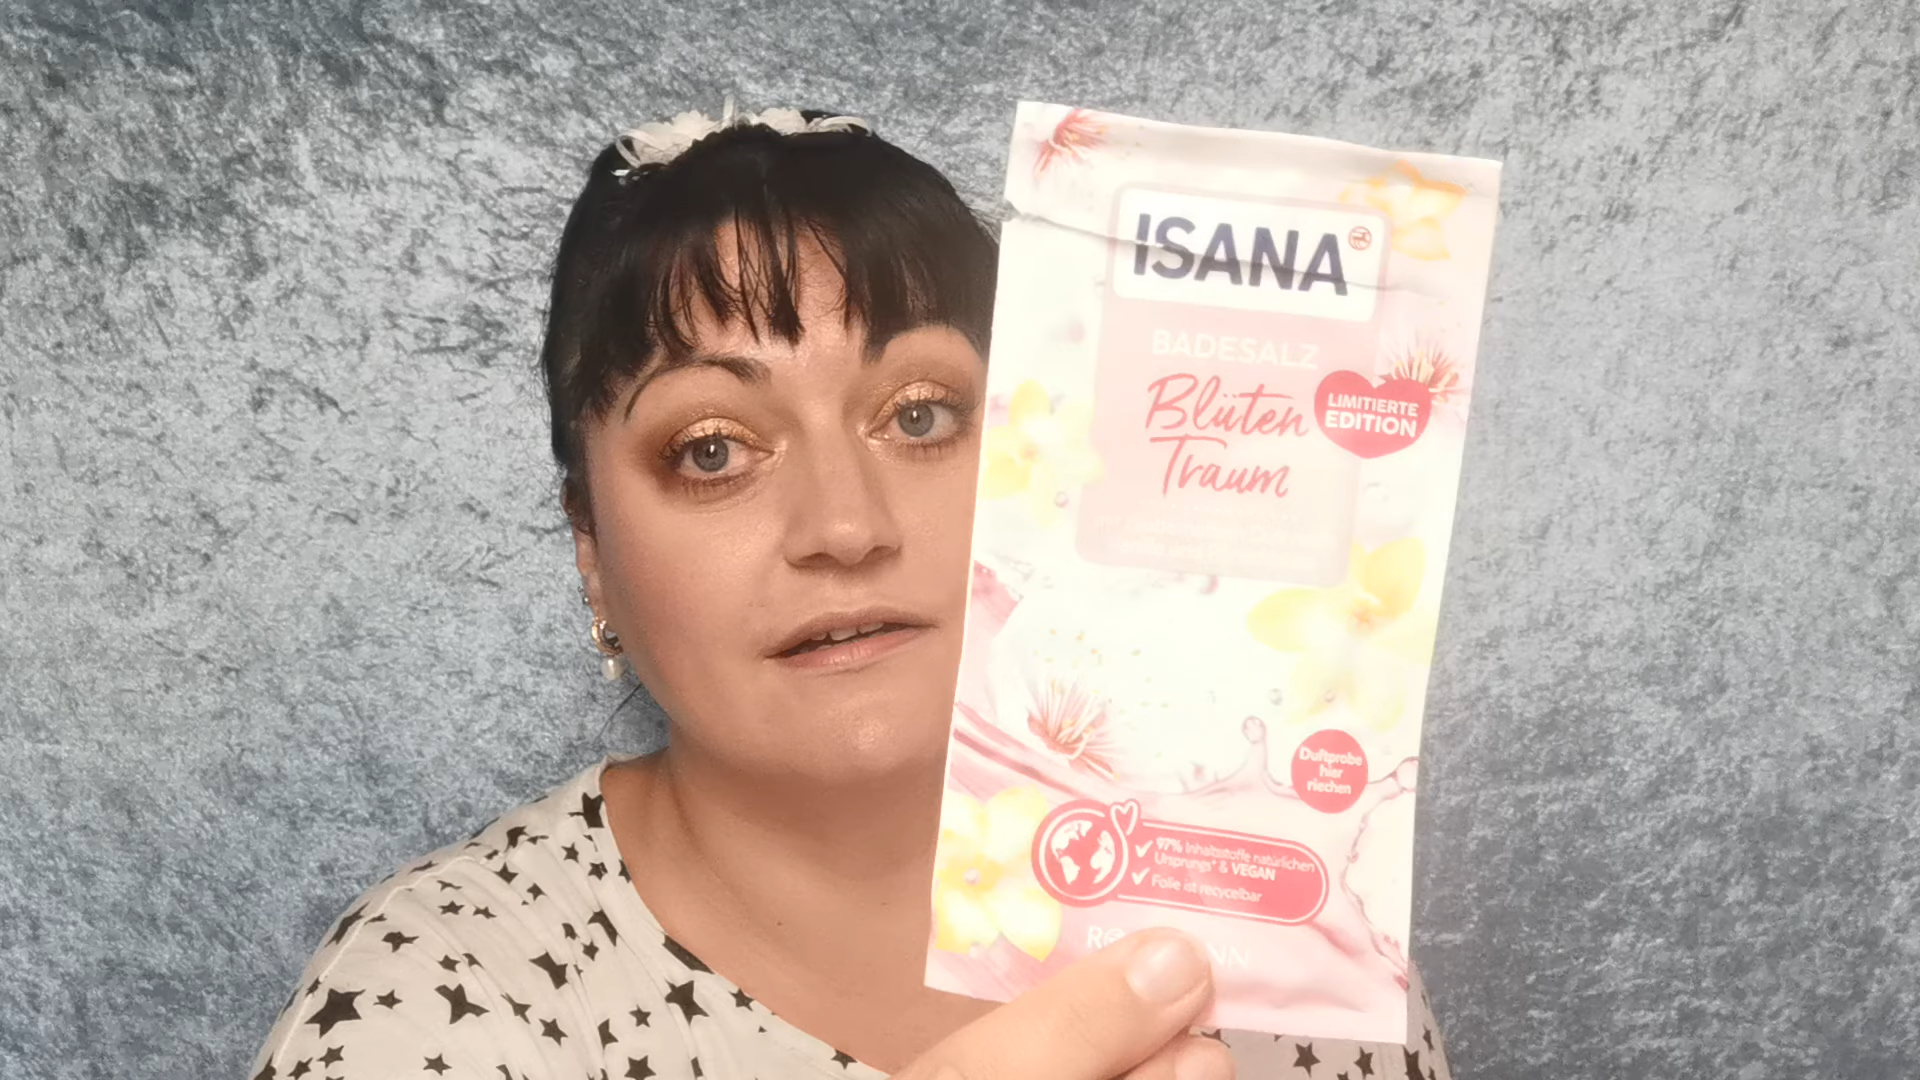 ISANA
BADESALZ
Blüten
Traum
LIMITIERTE
EDITION
Duftprobe
hier
riechen
97% Inhaltsstoffe natürlichen
Ursprungs* & VEGAN
Folie ist recycelbar